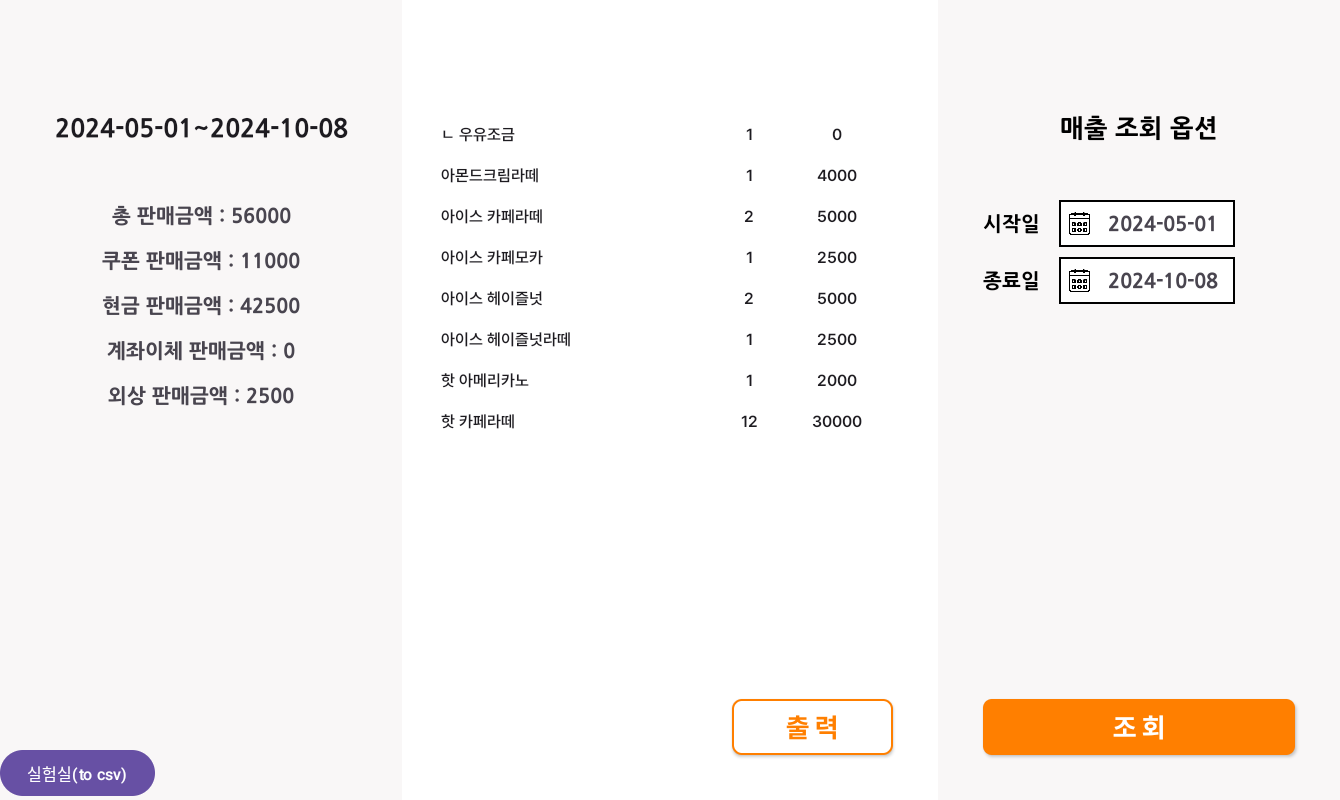 2024-05-01~2024-10-08
총 판매금액 : 56000
쿠폰 판매금액 : 11000
현금 판매금액 : 42500
계좌이체 판매금액 : 0
외상 판매금액 : 2500
실험실(to csv)
ㄴ 우유조금 1 0
아몬드크림라떼 1 4000
아이스 카페라떼 2 5000
아이스 카페모카 1 2500
아이스 헤이즐넛 2 5000
아이스 헤이즐넛라떼 1 2500
핫 아메리카노 1 2000
핫 카페라떼 12 30000
출력
매출 조회 옵션
시작일 2024-05-01
종료일 2024-10-08
조회